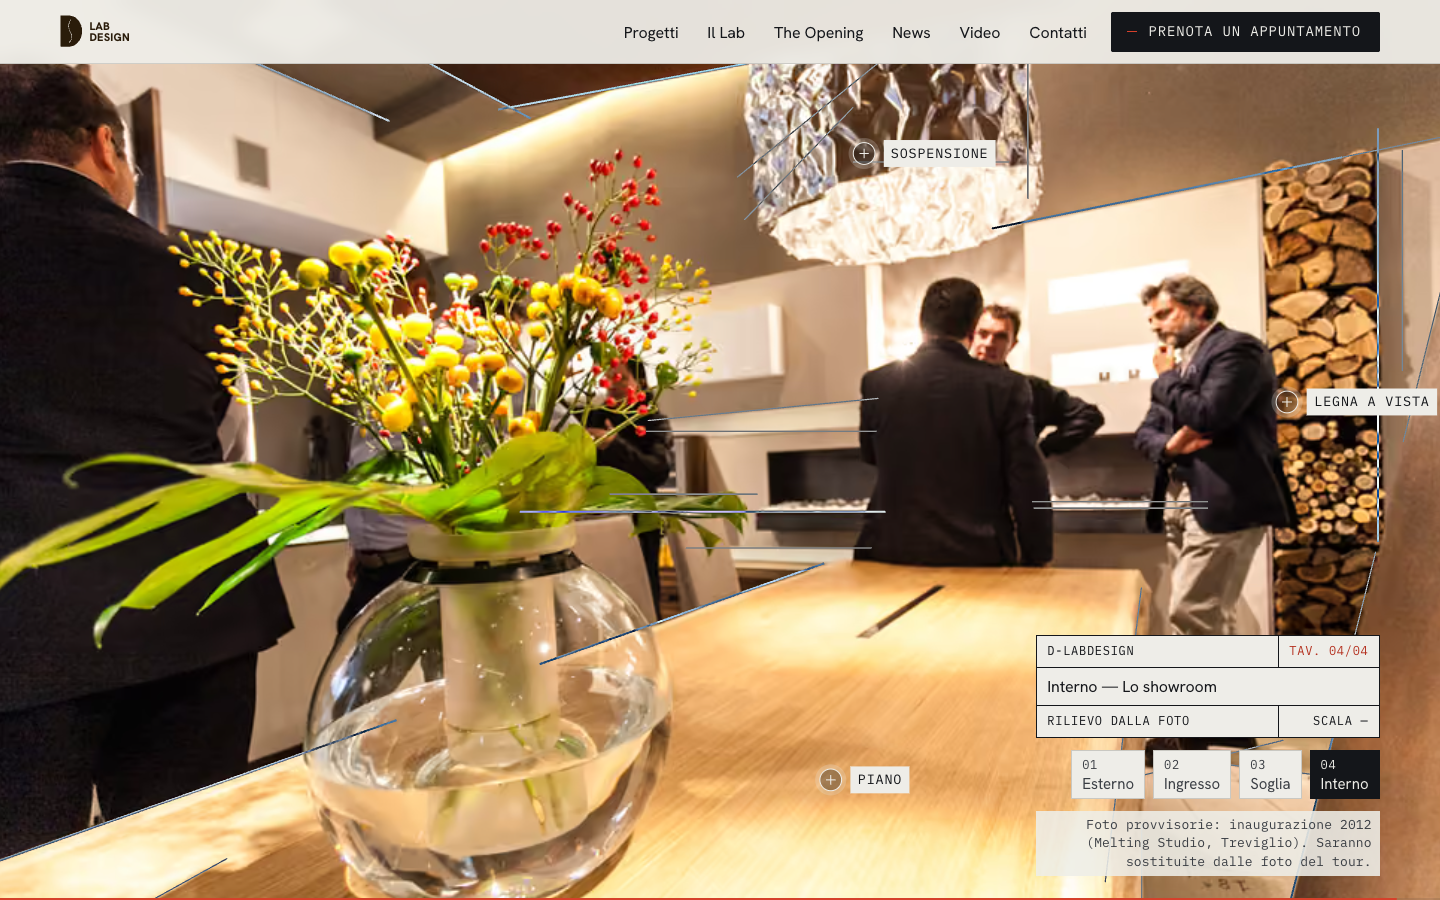 LAB
DESIGN
Progetti
Il Lab
The Opening
News
Video
Contatti
— PRENOTA UN APPUNTAMENTO
SOSPENSIONE
LEGNA A VISTA
PIANO
D-LABDESIGN
TAV. 04/04
Interno — Lo showroom
RILIEVO DALLA FOTO
SCALA —
01
Esterno
02
Ingresso
03
Soglia
04
Interno
Foto provvisorie: inaugurazione 2012
(Melting Studio, Treviglio). Saranno
sostituite dalle foto del tour.